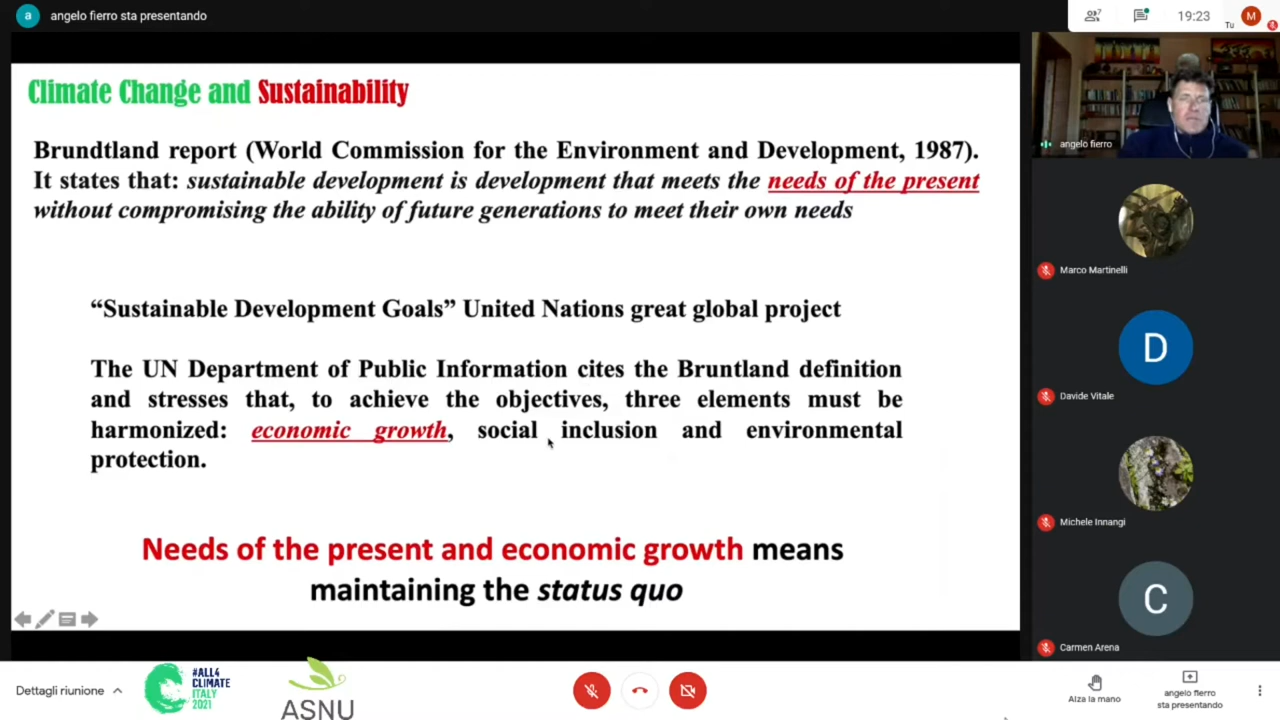 a angelo fierro sta presentando
7
19:23
Tu
M
Climate Change and Sustainability
Brundtland report (World Commission for the Environment and Development, 1987).
It states that: sustainable development is development that meets the needs of the present
without compromising the ability of future generations to meet their own needs
“Sustainable Development Goals” United Nations great global project
The UN Department of Public Information cites the Bruntland definition
and stresses that, to achieve the objectives, three elements must be
harmonized: economic growth, social inclusion and environmental
protection.
Needs of the present and economic growth means
maintaining the status quo
angelo fierro
Marco Martinelli
D
Davide Vitale
Michele Innangi
C
Carmen Arena
Dettagli riunione
#ALL4
CLIMATE
ITALY
2021
ASNU
Alza la mano
angelo fierro
sta presentando